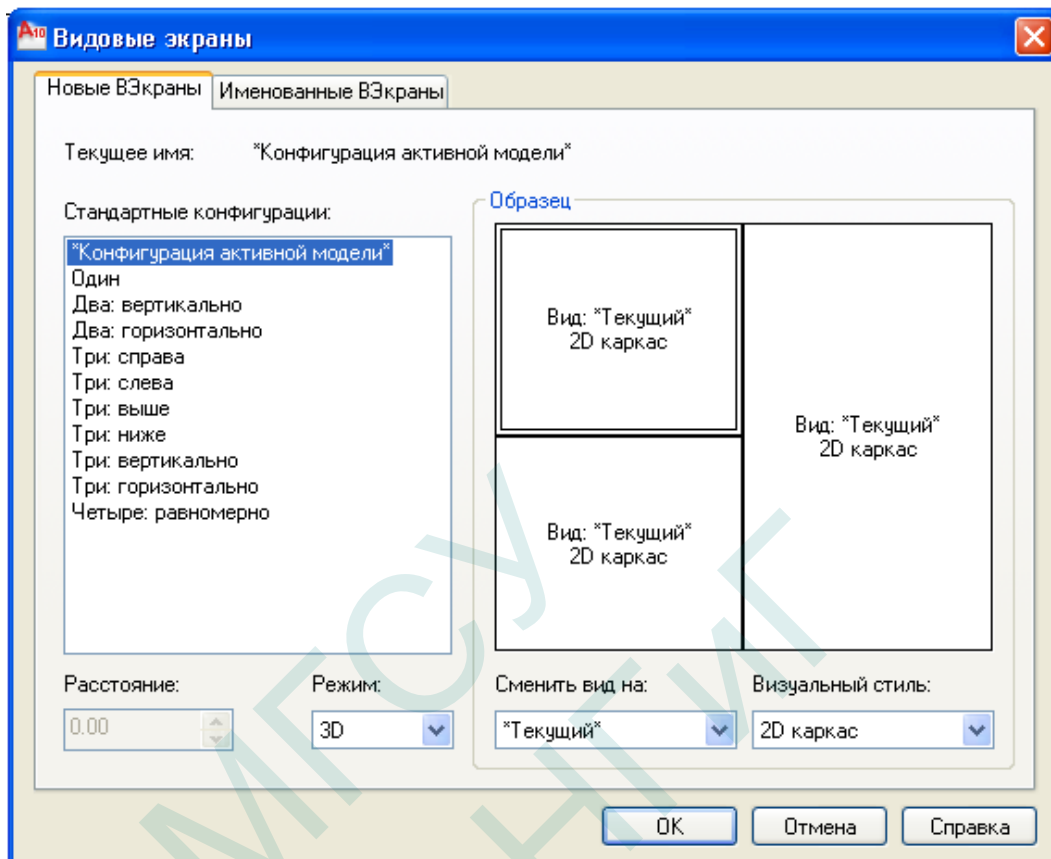 A10 Видовые экраны
Новые ВЭкраны Именованные ВЭкраны
Текущее имя: *Конфигурация активной модели*
Стандартные конфигурации:
*Конфигурация активной модели*
Один
Два: вертикально
Два: горизонтально
Три: справа
Три: слева
Три: выше
Три: ниже
Три: вертикально
Три: горизонтально
Четыре: равномерно
Образец
Вид: *Текущий*
2D каркас
Вид: *Текущий*
2D каркас
Вид: *Текущий*
2D каркас
Расстояние: Режим: Сменить вид на: Визуальный стиль:
0.00 3D *Текущий* 2D каркас
OK Отмена Справка
МГСУ
НГиГ